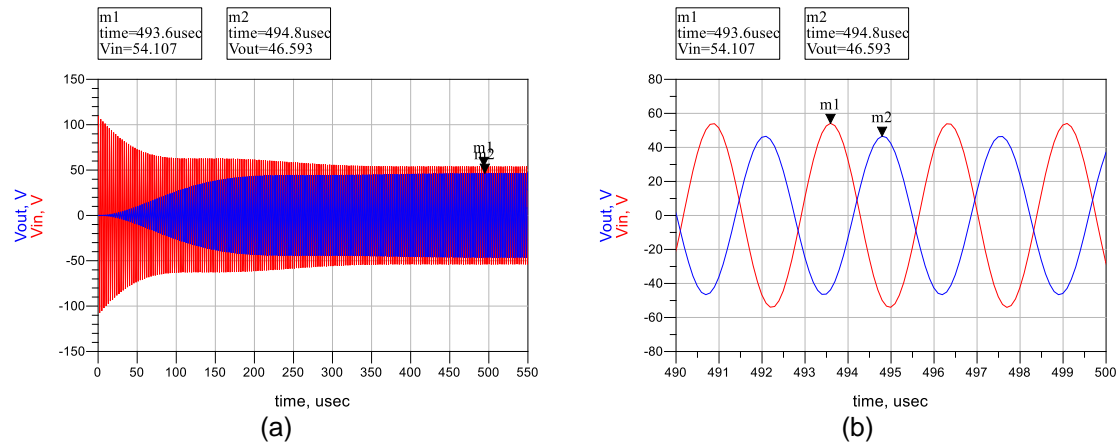 m1
time=493.6usec
Vin=54.107
m2
time=494.8usec
Vout=46.593
150
100
50
0
-50
-100
-150
Vout, V
Vin, V
m1
m2
0 50 100 150 200 250 300 350 400 450 500 550
time, usec
(a)
m1
time=493.6usec
Vin=54.107
m2
time=494.8usec
Vout=46.593
80
60
40
20
0
-20
-40
-60
-80
Vout, V
Vin, V
m1
m2
490 491 492 493 494 495 496 497 498 499 500
time, usec
(b)